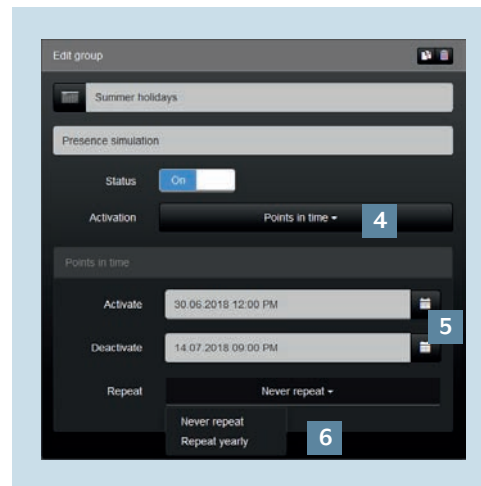 Edit group
Summer holidays
Presence simulation
Status On
Activation Points in time 4
Points in time
Activate 30.06.2018 12:00 PM
5
Deactivate 14.07.2018 09:00 PM
Repeat Never repeat
Never repeat
Repeat yearly 6